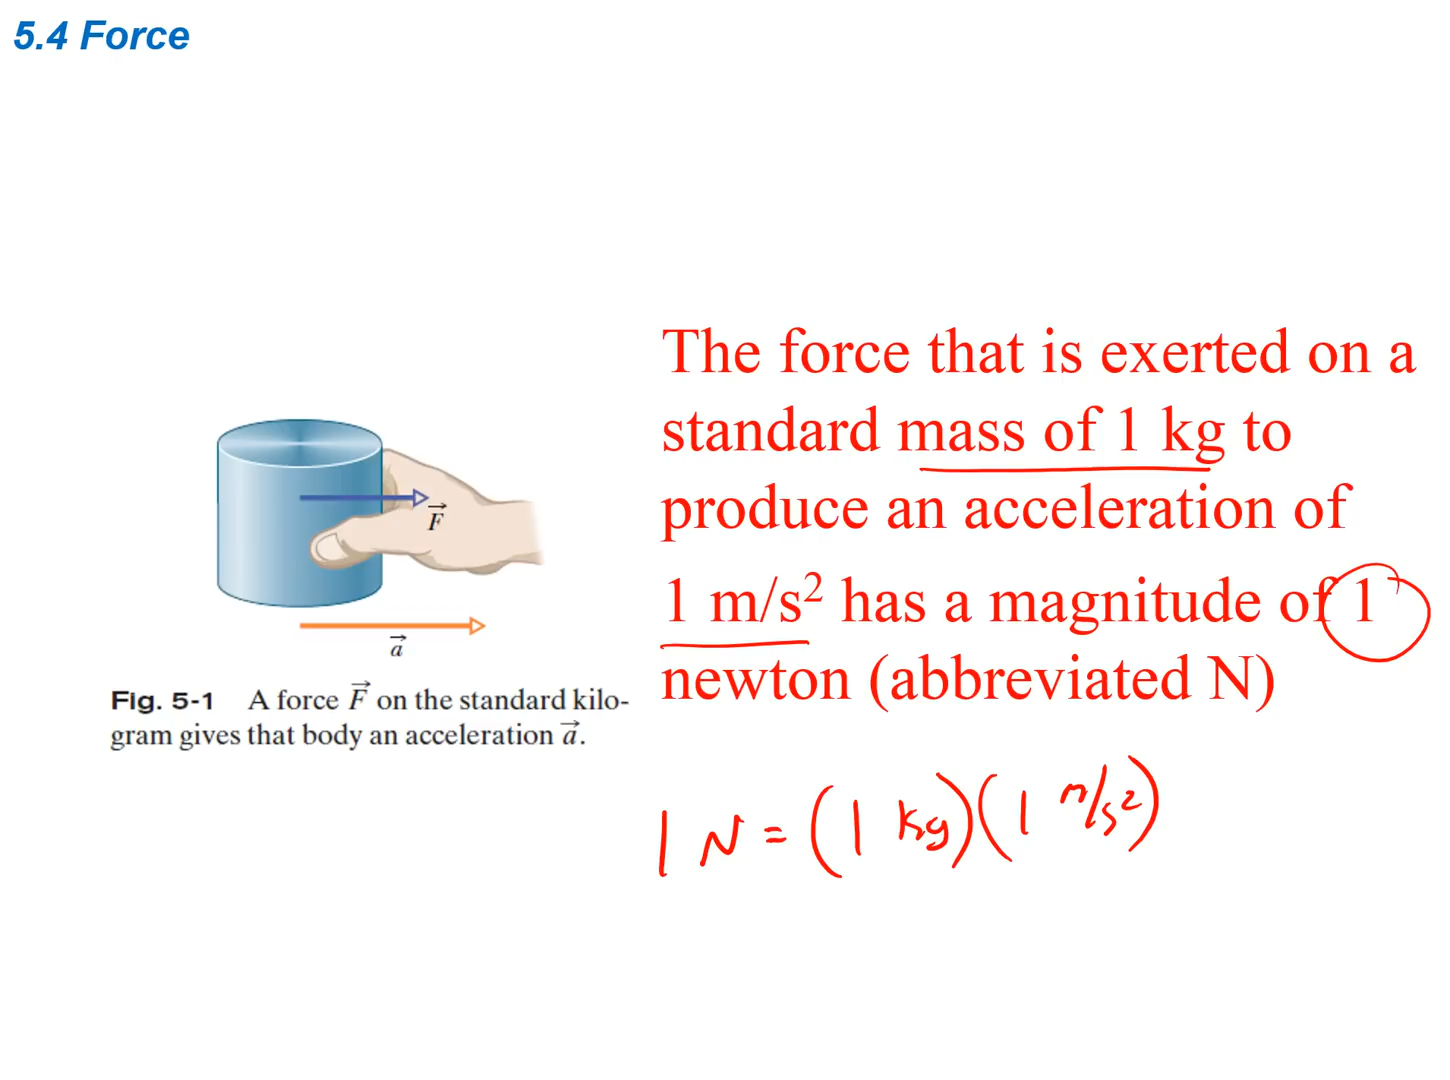 5.4 Force
The force that is exerted on a
standard mass of 1 kg to
produce an acceleration of
1 m/s² has a magnitude of 1
newton (abbreviated N)
F⃗
a⃗
Fig. 5-1 A force F⃗ on the standard kilo-
gram gives that body an acceleration a⃗.
1 N = (1 kg)(1 m/s²)